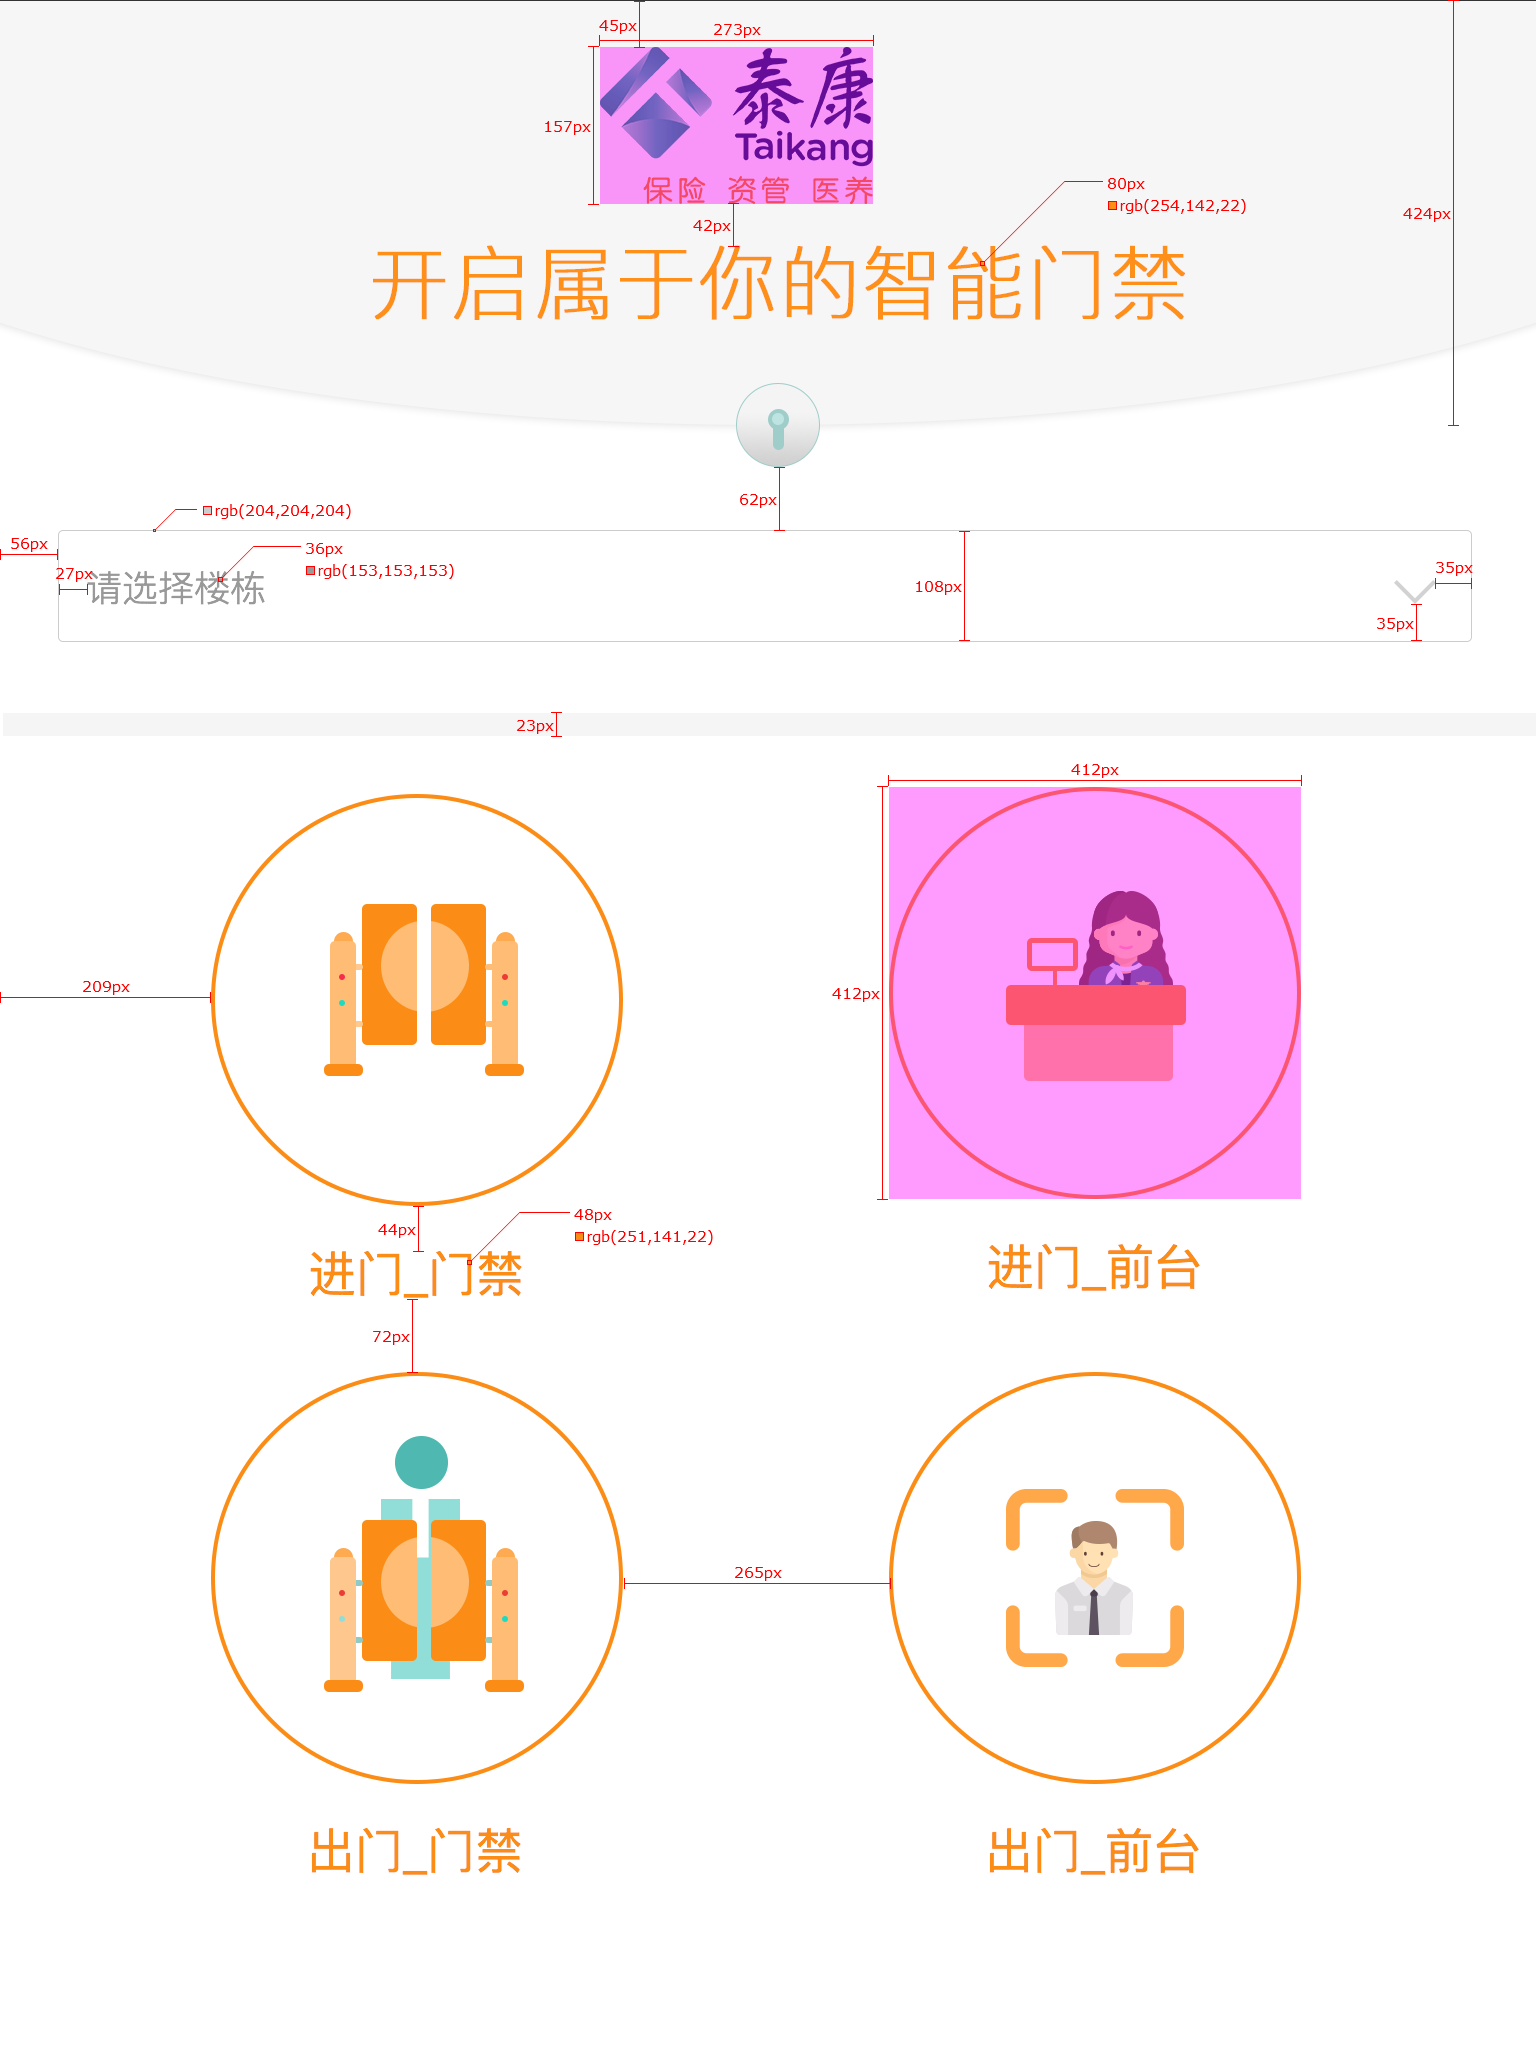 45px
273px
泰康
157px
Taikang
80px
保险 资管 医养
rgb(254,142,22)
424px
42px
开启属于你的智能门禁
62px
rgb(204,204,204)
56px
36px
27px
rgb(153,153,153)
请选择楼栋
108px
35px
35px
23px
412px
209px
412px
44px
48px
rgb(251,141,22)
进门_门禁
进门_前台
72px
265px
出门_门禁
出门_前台